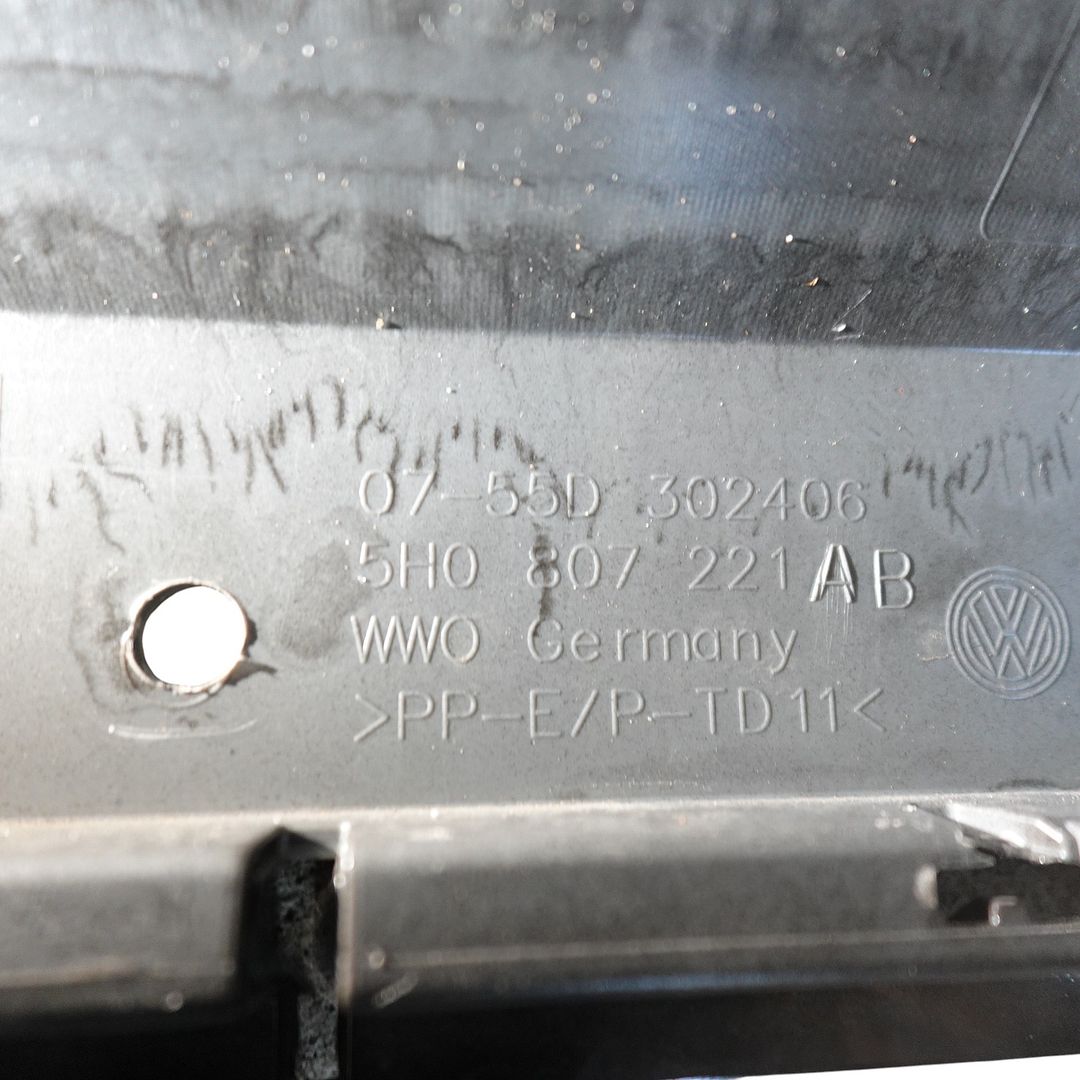 07-55D 302406
5H0 807 221 AB
WWO Germany
>PP-E/P-TD11<